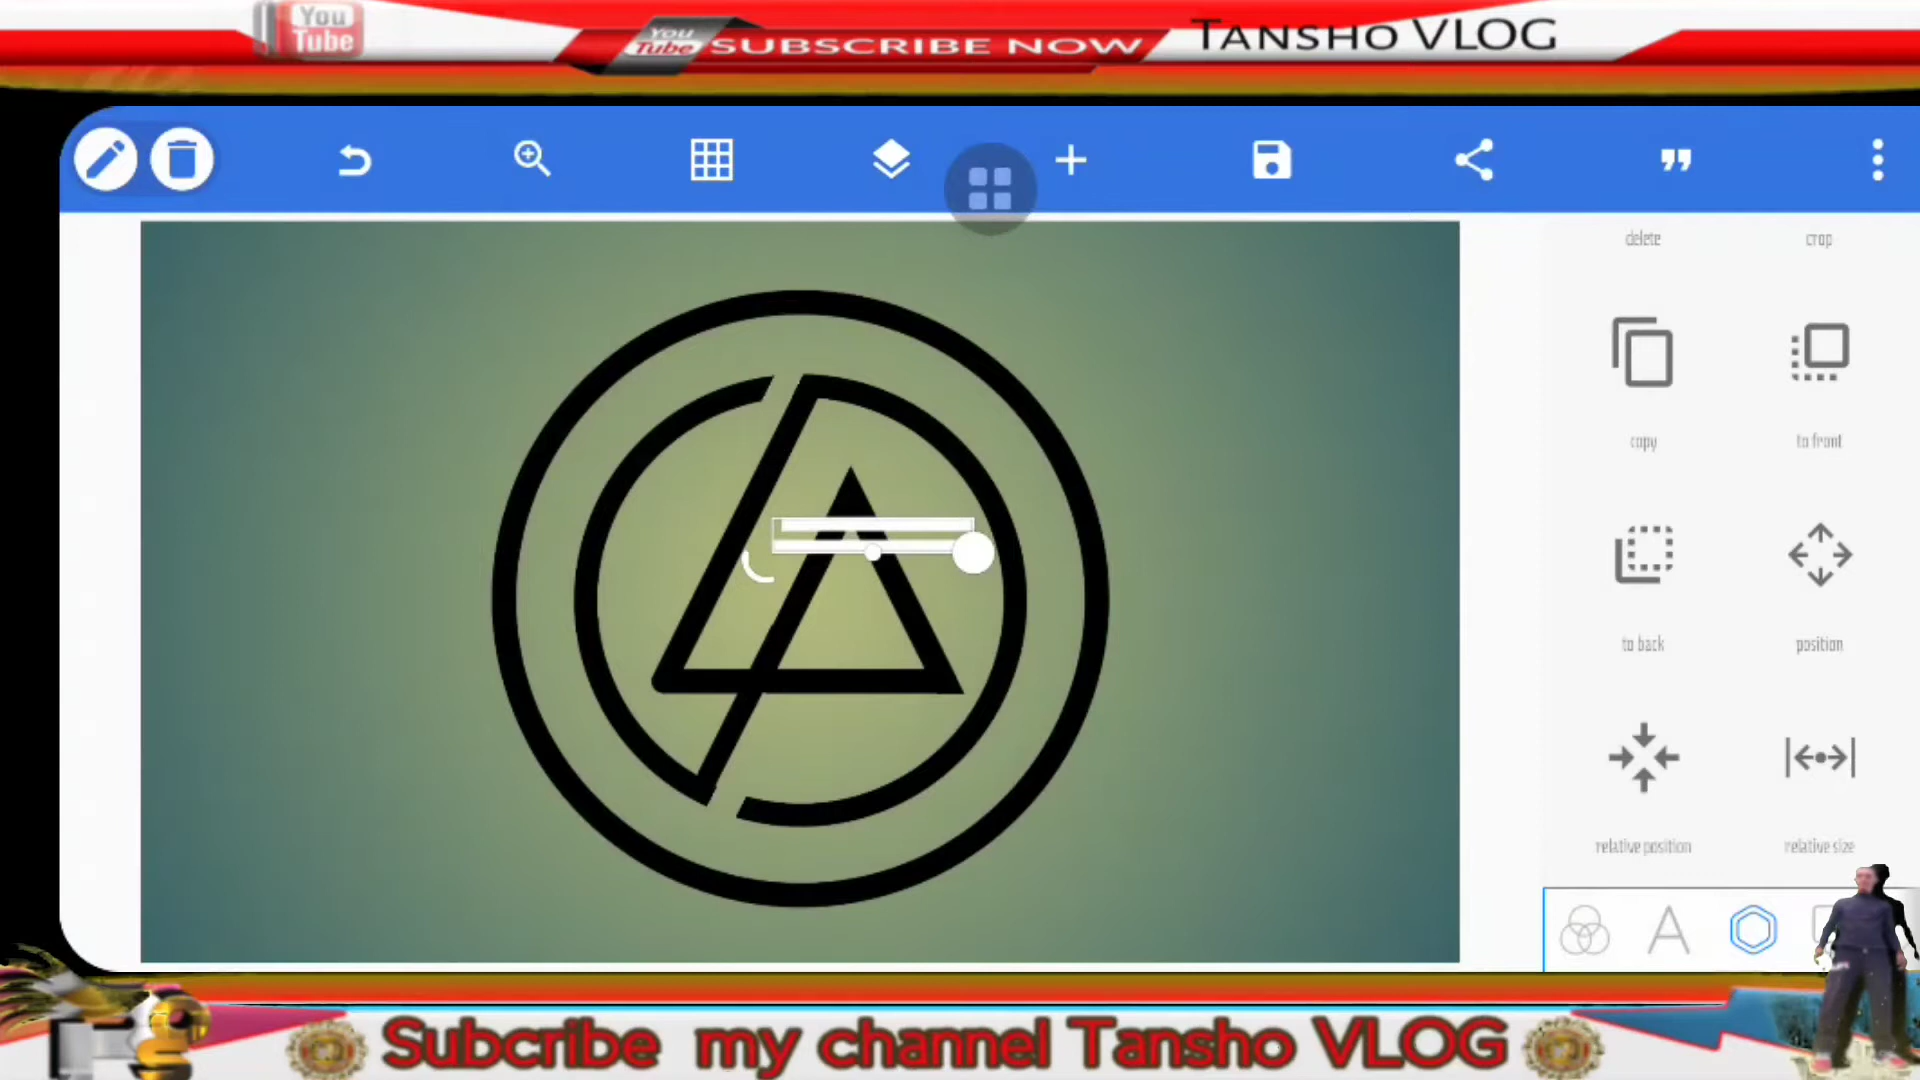 You
Tube
You
Tube SUBSCRIBE NOW
TANSHO VLOG
delete crop
copy to front
to back position
relative position relative size
A
Subcribe my channel Tansho VLOG